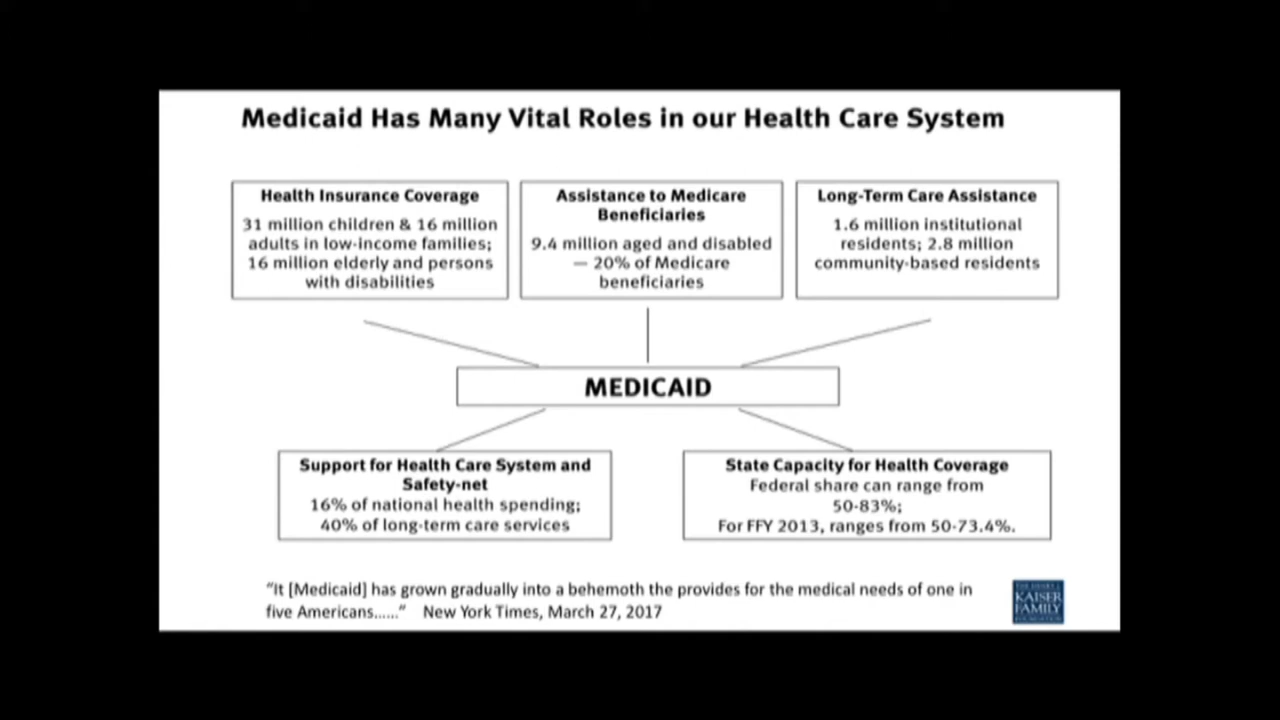 Medicaid Has Many Vital Roles in our Health Care System
Health Insurance Coverage
31 million children & 16 million
adults in low-income families;
16 million elderly and persons
with disabilities
Assistance to Medicare
Beneficiaries
9.4 million aged and disabled
— 20% of Medicare
beneficiaries
Long-Term Care Assistance
1.6 million institutional
residents; 2.8 million
community-based residents
MEDICAID
Support for Health Care System and
Safety-net
16% of national health spending;
40% of long-term care services
State Capacity for Health Coverage
Federal share can range from
50-83%;
For FFY 2013, ranges from 50-73.4%.
"It [Medicaid] has grown gradually into a behemoth the provides for the medical needs of one in
five Americans......" New York Times, March 27, 2017
THE HENRY J.
KAISER
FAMILY
FOUNDATION